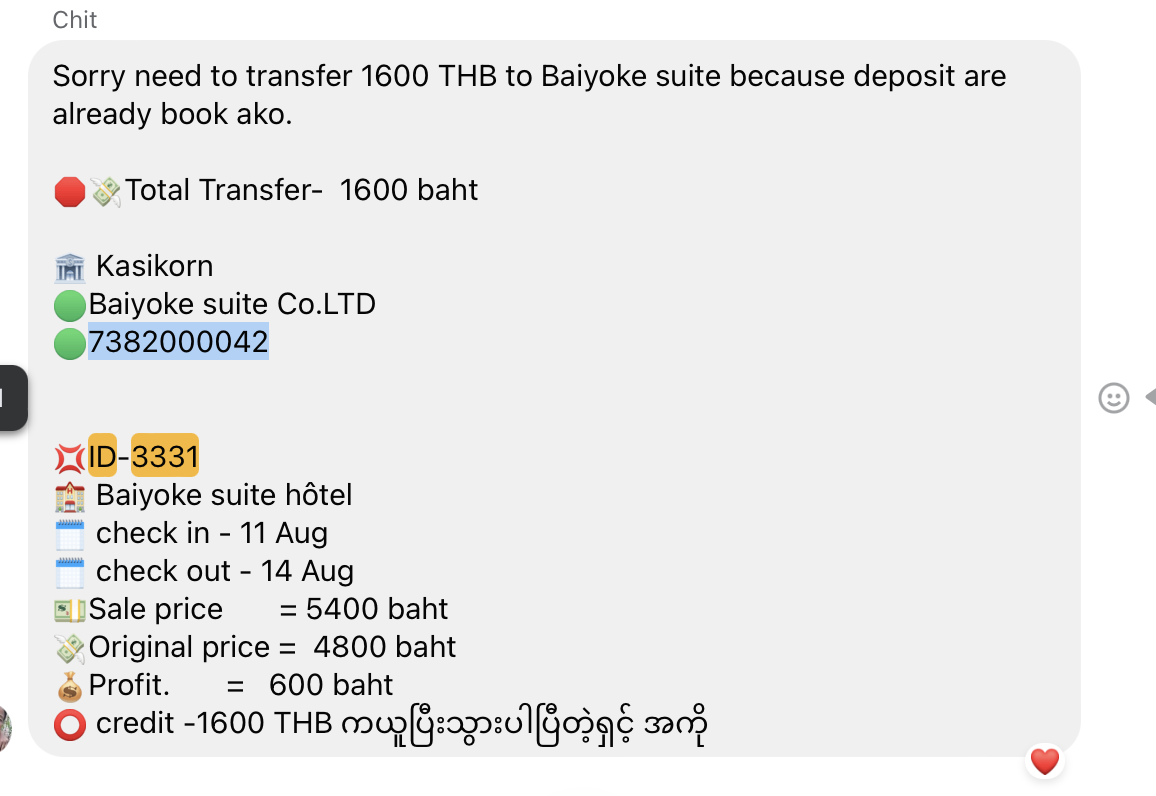 Chit
Sorry need to transfer 1600 THB to Baiyoke suite because deposit are
already book ako.
🛑💸Total Transfer-  1600 baht
🏦 Kasikorn
🟢Baiyoke suite Co.LTD
🟢7382000042
💢ID-3331
🏩 Baiyoke suite hôtel
🗓 check in - 11 Aug
🗓 check out - 14 Aug
💵Sale price      = 5400 baht
💸Original price =  4800 baht
💰Profit.      =   600 baht
⭕ credit -1600 THB ကယူပြီးသွားပါပြီတဲ့ရှင့် အကို